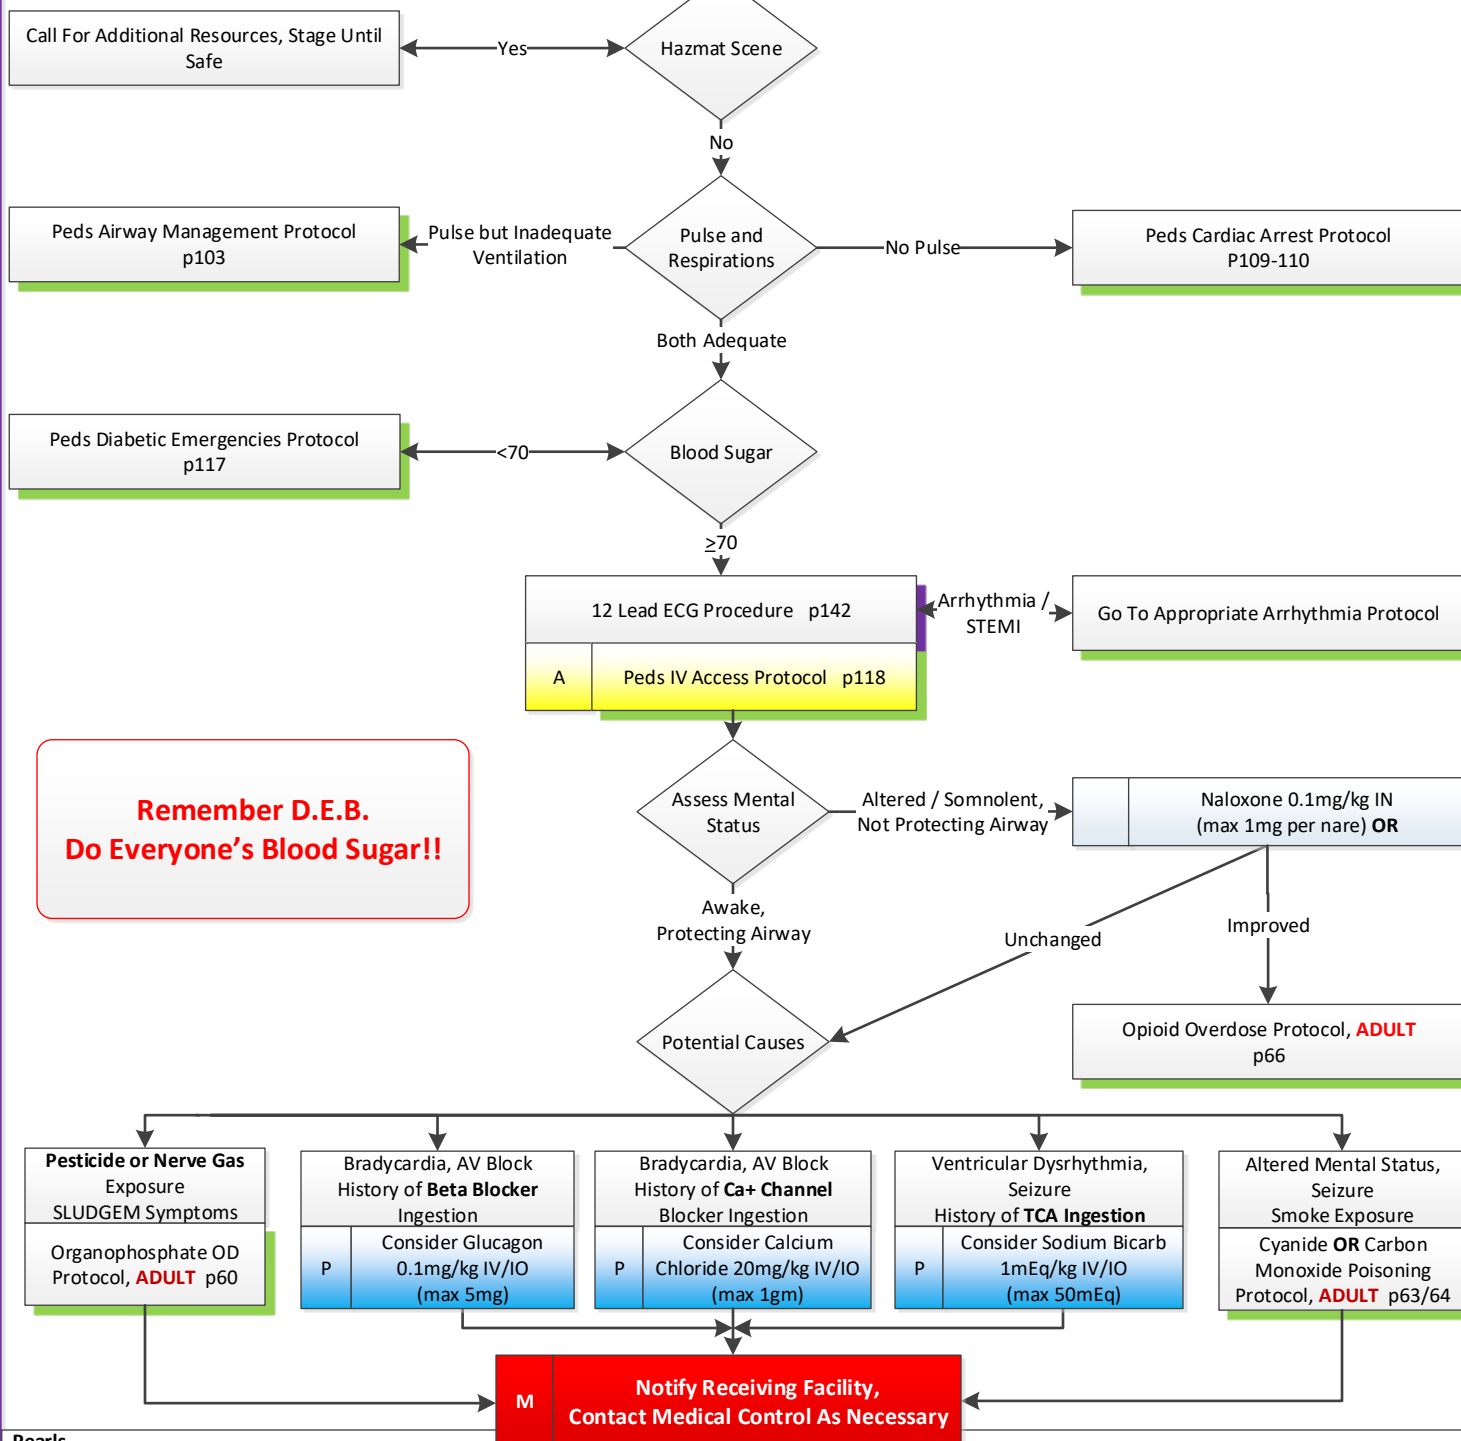 Call For Additional Resources, Stage Until
Safe
Yes
Hazmat Scene
No
Peds Airway Management Protocol
p103
Pulse but Inadequate
Ventilation
Pulse and
Respirations
No Pulse
Peds Cardiac Arrest Protocol
P109-110
Both Adequate
Peds Diabetic Emergencies Protocol
p117
<70
Blood Sugar
≥70
12 Lead ECG Procedure p142
Arrhythmia /
STEMI
Go To Appropriate Arrhythmia Protocol
A
Peds IV Access Protocol p118
Remember D.E.B.
Do Everyone's Blood Sugar!!
Assess Mental
Status
Altered / Somnolent,
Not Protecting Airway
Naloxone 0.1mg/kg IN
(max 1mg per nare) OR
Awake,
Protecting Airway
Unchanged
Improved
Potential Causes
Opioid Overdose Protocol, ADULT
p66
Pesticide or Nerve Gas
Exposure
SLUDGEM Symptoms
Organophosphate OD
Protocol, ADULT p60
Bradycardia, AV Block
History of Beta Blocker
Ingestion
P
Consider Glucagon
0.1mg/kg IV/IO
(max 5mg)
Bradycardia, AV Block
History of Ca+ Channel
Blocker Ingestion
P
Consider Calcium
Chloride 20mg/kg IV/IO
(max 1gm)
Ventricular Dysrhythmia,
Seizure
History of TCA Ingestion
P
Consider Sodium Bicarb
1mEq/kg IV/IO
(max 50mEq)
Altered Mental Status,
Seizure
Smoke Exposure
Cyanide OR Carbon
Monoxide Poisoning
Protocol, ADULT p63/64
M
Notify Receiving Facility,
Contact Medical Control As Necessary
Pearls